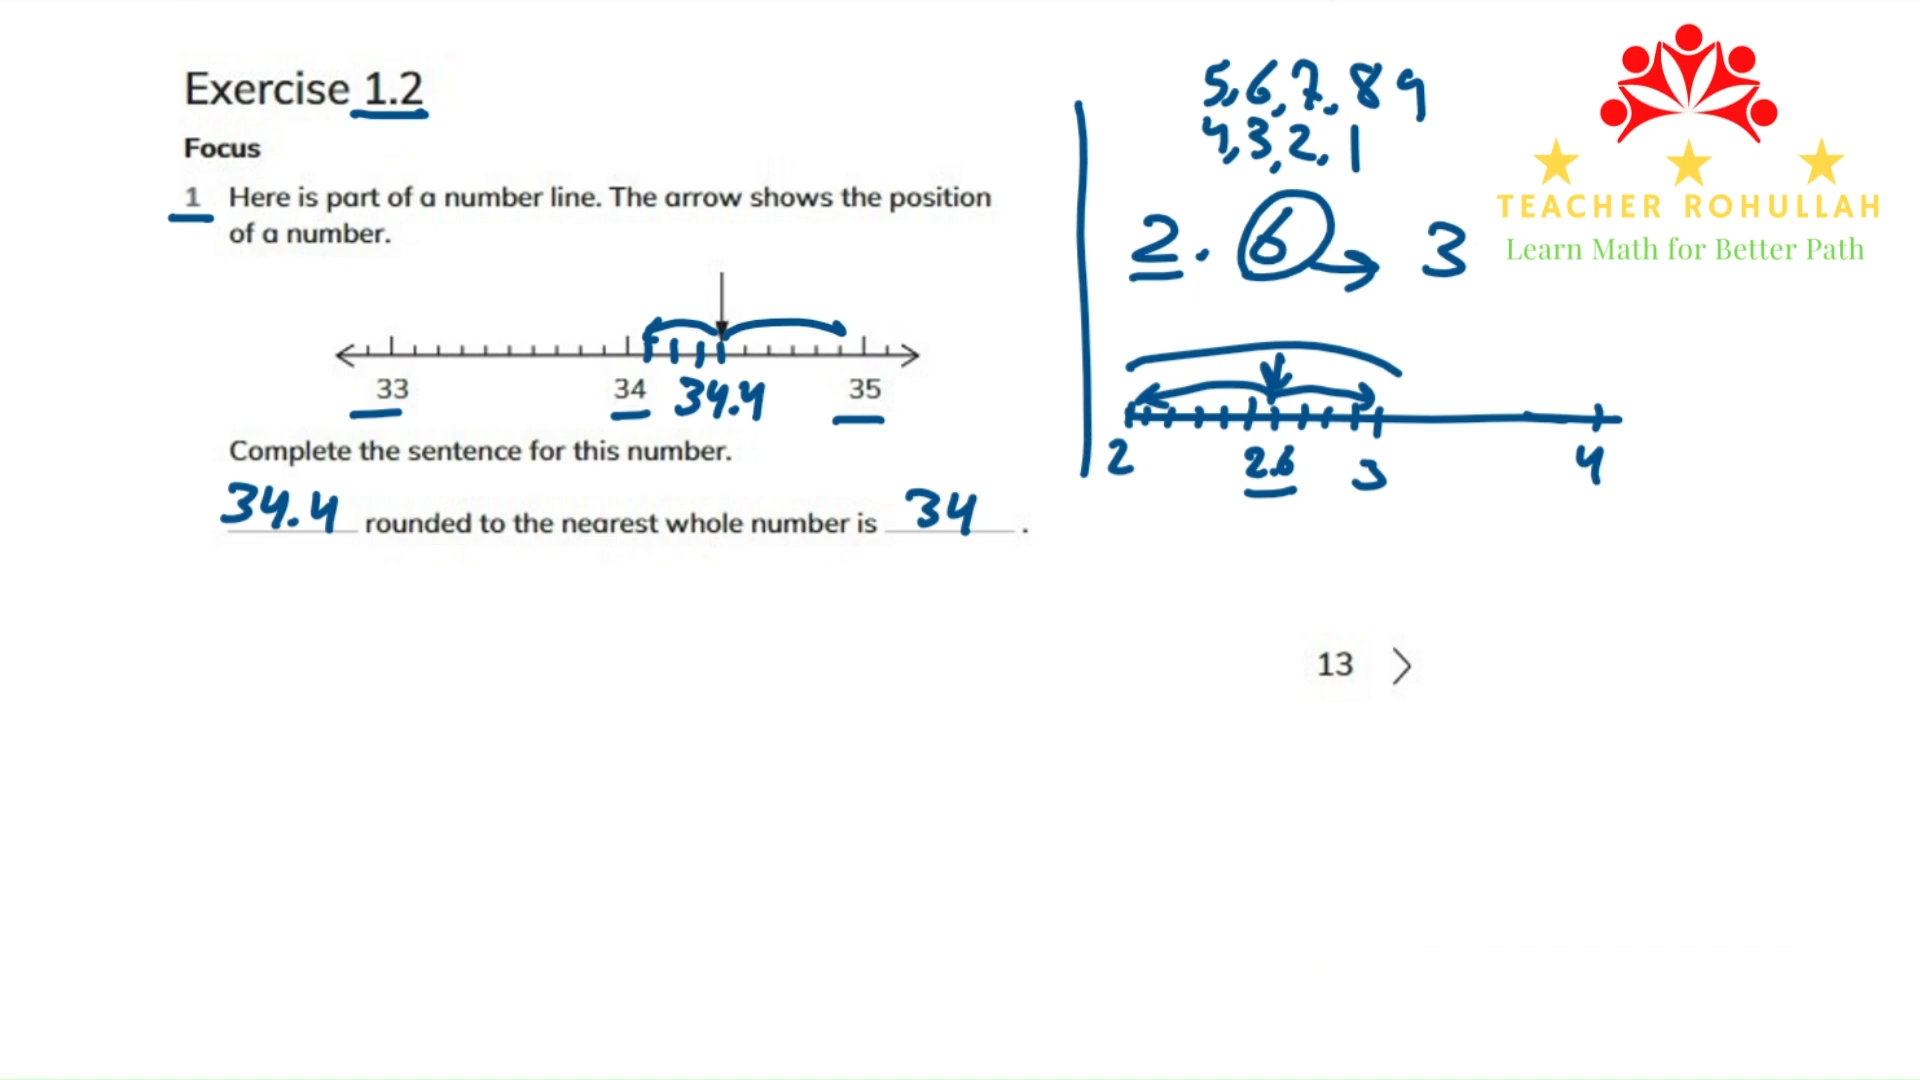 Exercise 1.2
Focus
1 Here is part of a number line. The arrow shows the position
of a number.
33 34 34.4 35
Complete the sentence for this number.
34.4 rounded to the nearest whole number is 34 .
5,6,7,8 9
4,3,2,1
2.6 → 3
2 2.6 3 4
TEACHER ROHULLAH
Learn Math for Better Path
13 >